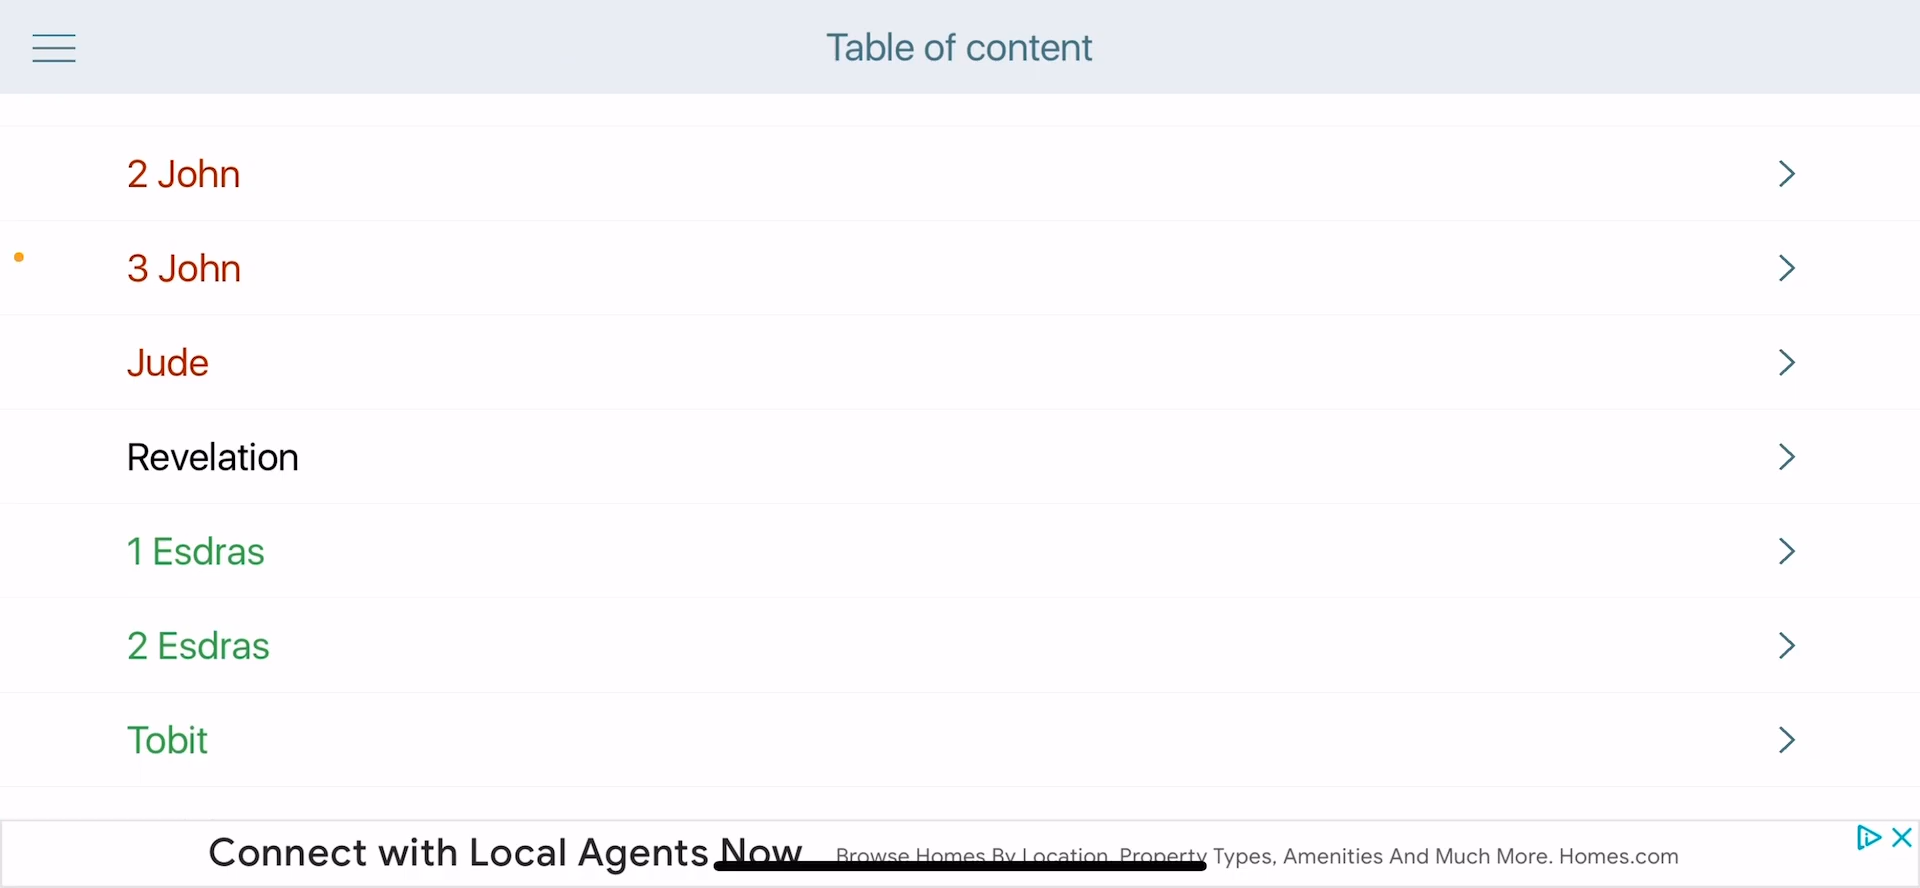 Table of content
2 John
3 John
Jude
Revelation
1 Esdras
2 Esdras
Tobit
Connect with Local Agents Now
Browse Homes By Location, Property Types, Amenities And Much More. Homes.com